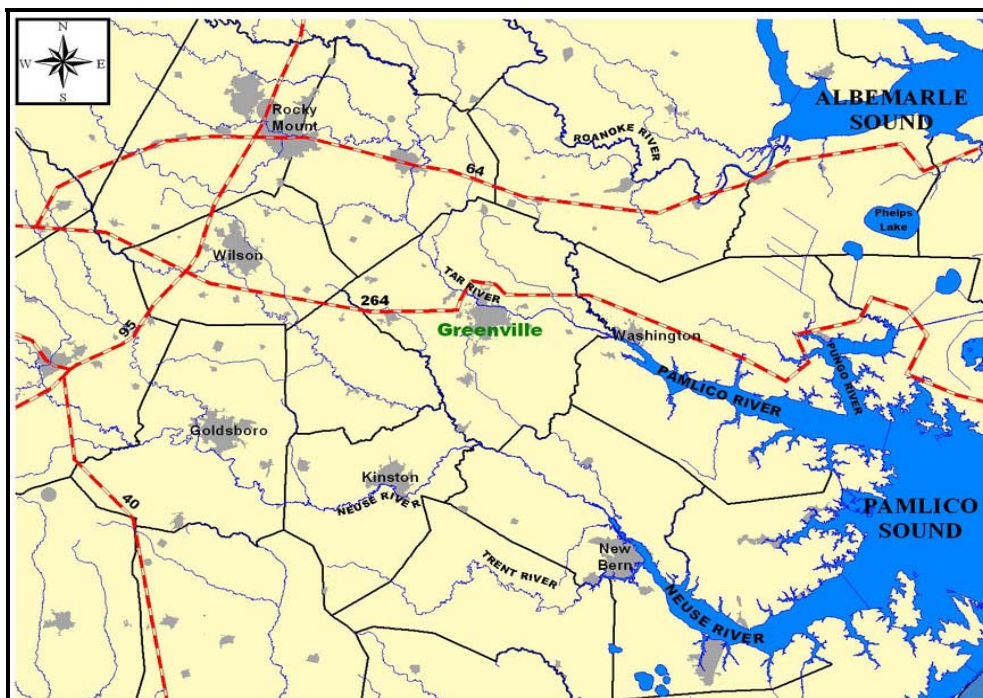 N
W E
S
ALBEMARLE
SOUND
Rocky
Mount
ROANOKE RIVER
64
Phelps
Lake
Wilson
TAR RIVER
264
Greenville
Washington
95
PUNGO RIVER
PAMLICO RIVER
Goldsboro
Kinston
NEUSE RIVER
40
PAMLICO
SOUND
New
Bern
TRENT RIVER
NEUSE RIVER